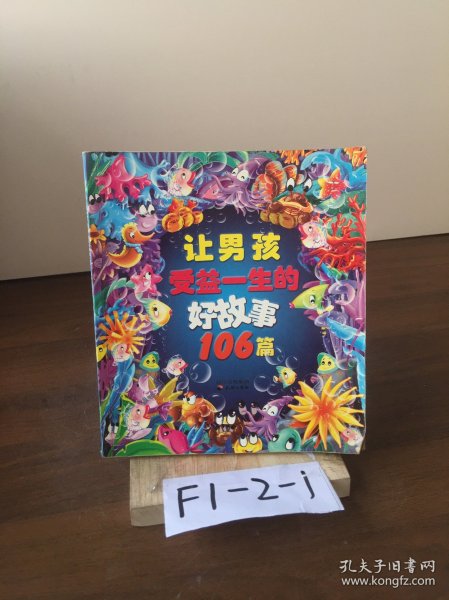 让男孩
受益一生的
好故事
106篇
F1-2-j
孔夫子旧书网
www.kongfz.com